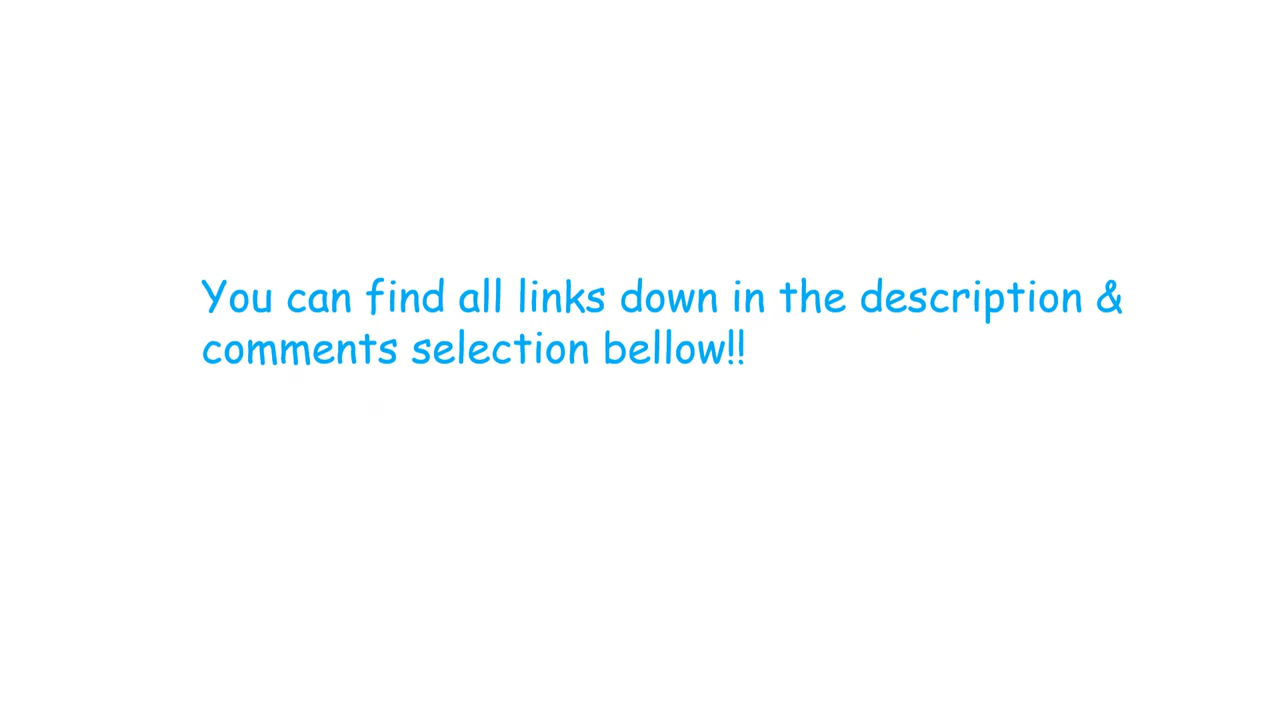 You can find all links down in the description &
comments selection bellow!!